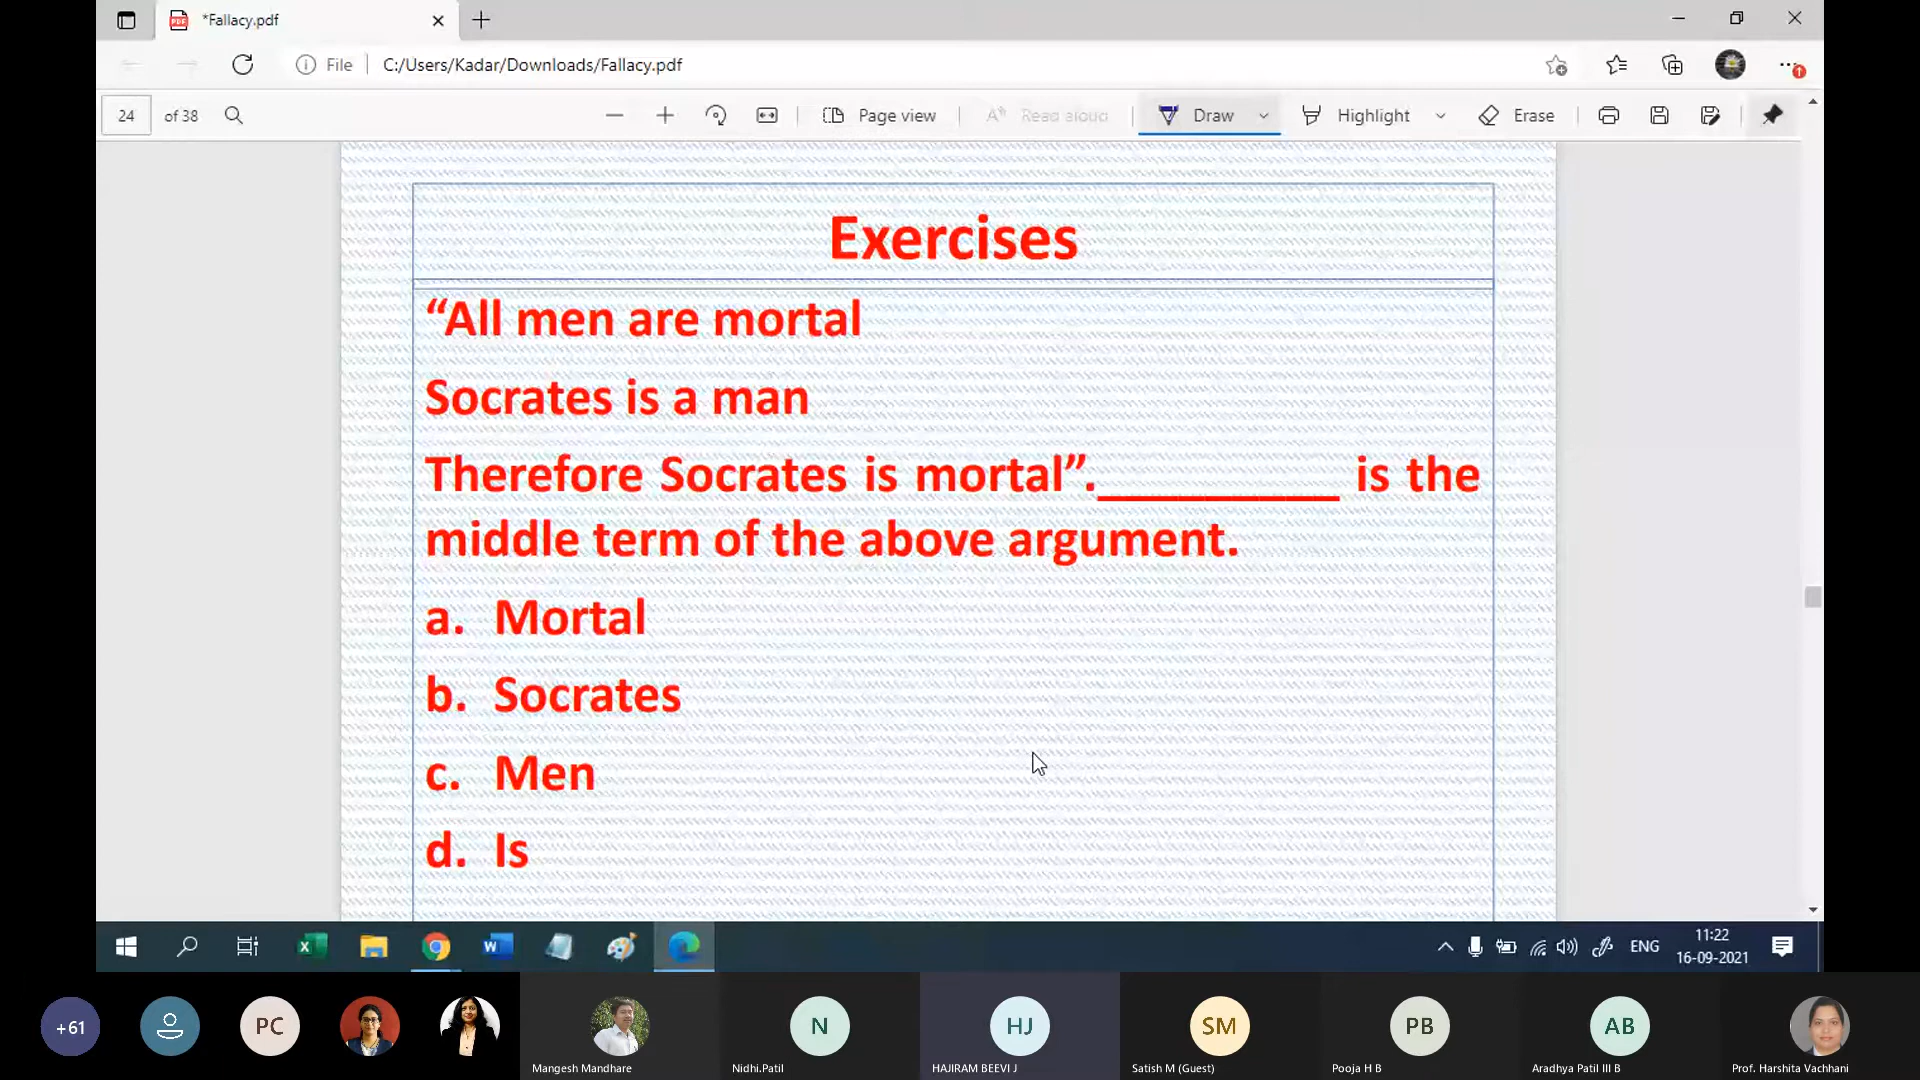 *Fallacy.pdf
File C:/Users/Kadar/Downloads/Fallacy.pdf
24 of 38 Page view Read aloud Draw Highlight Erase
Exercises
“All men are mortal
Socrates is a man
Therefore Socrates is mortal”.__________ is the
middle term of the above argument.
a. Mortal
b. Socrates
c. Men
d. Is
ENG 11:22
16-09-2021
+61 PC N HJ SM PB AB
Mangesh Mandhare Nidhi.Patil HAJIRAM BEEVI J Satish M (Guest) Pooja H B Aradhya Patil III B Prof. Harshita Vachhani